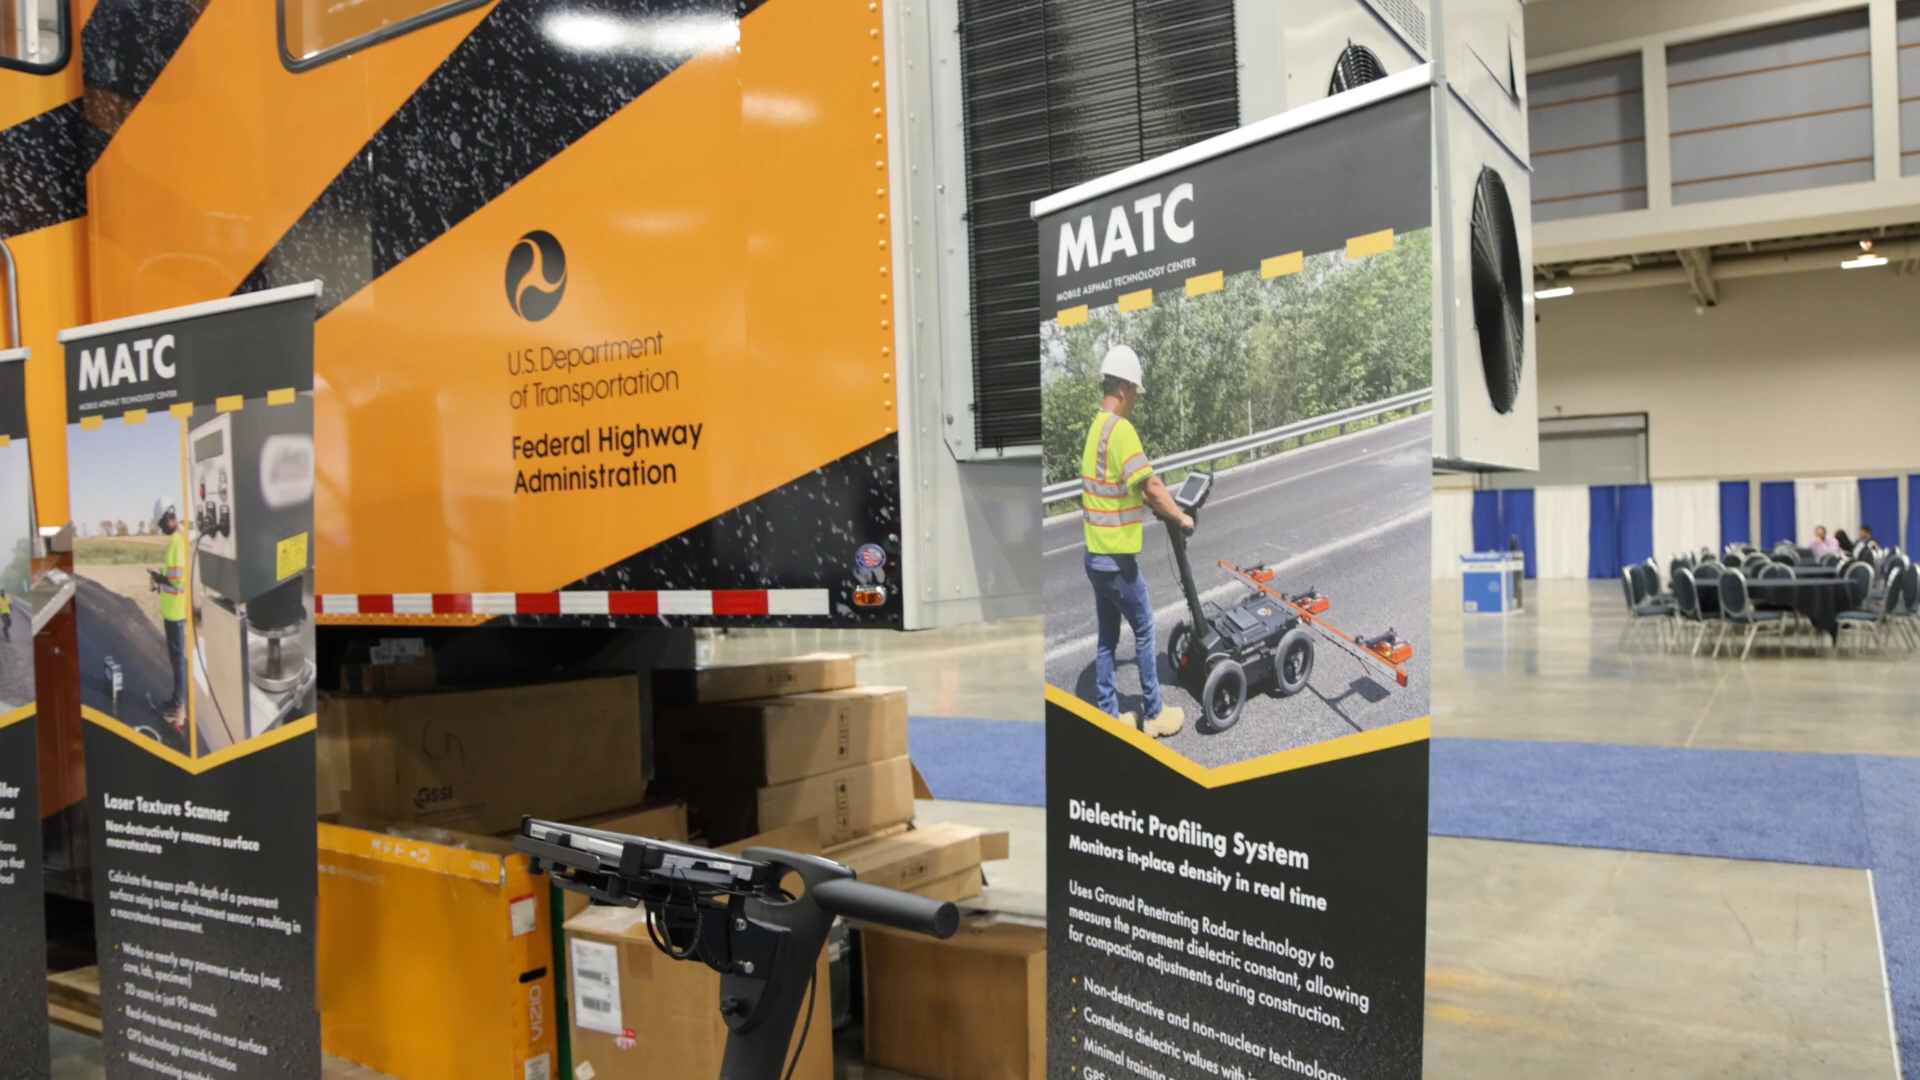 U.S. Department
of Transportation
Federal Highway
Administration
MATC
MOBILE ASPHALT TECHNOLOGY CENTER
Laser Texture Scanner
Non-destructively measures surface
macrotexture
Calculate the mean profile depth of a pavement
surface using a laser displacement sensor, resulting in
a macrotexture assessment.
• Works on nearly any pavement surface (mat,
core, lab, specimen)
• 3D scans in just 90 seconds
• Real-time texture analysis on mat surface
• GPS technology records location
• Minimal training needed
MATC
MOBILE ASPHALT TECHNOLOGY CENTER
Dielectric Profiling System
Monitors in-place density in real time
Uses Ground Penetrating Radar technology to
measure the pavement dielectric constant, allowing
for compaction adjustments during construction.
• Non-destructive and non-nuclear technology
• Correlates dielectric values with
• Minimal training
• GPS
GSSI
VIZIO